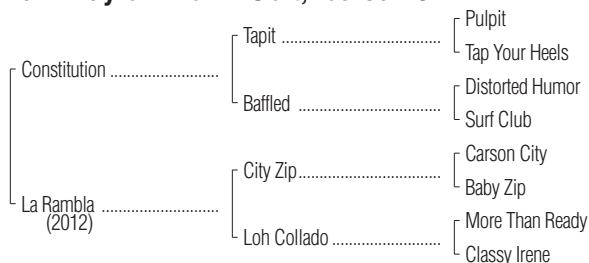 Pulpit
Tapit ......................................
Tap Your Heels
Constitution ..........................
Distorted Humor
Baffled ..................................
Surf Club
Carson City
City Zip..................................
Baby Zip
La Rambla ............................
(2012)
More Than Ready
Loh Collado ..........................
Classy Irene